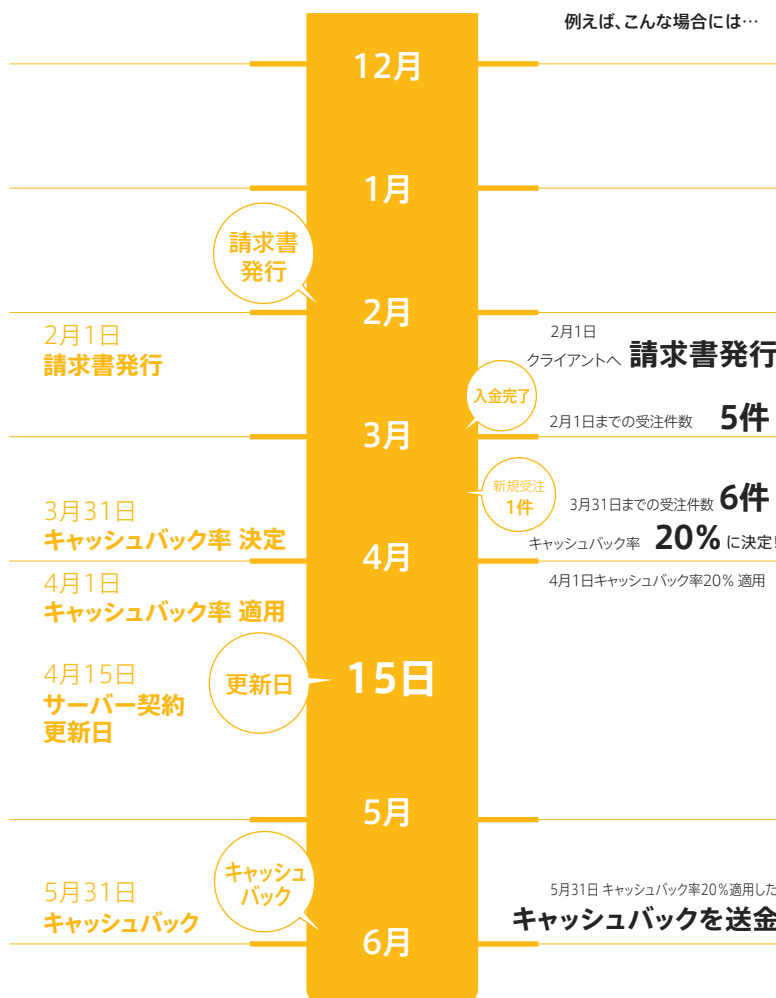 例えば、こんな場合には…
12月
1月
請求書
発行
2月
2月1日
請求書発行
2月1日
クライアントへ 請求書発行
入金完了
2月1日までの受注件数 5件
3月
新規受注
1件
3月31日
キャッシュバック率 決定
3月31日までの受注件数 6件
キャッシュバック率 20% に決定!
4月
4月1日
キャッシュバック率 適用
4月1日キャッシュバック率20% 適用
4月15日
サーバー契約
更新日
更新日
15日
5月
キャッシュ
バック
5月31日
キャッシュバック
5月31日 キャッシュバック率20%適用した
キャッシュバックを送金
6月